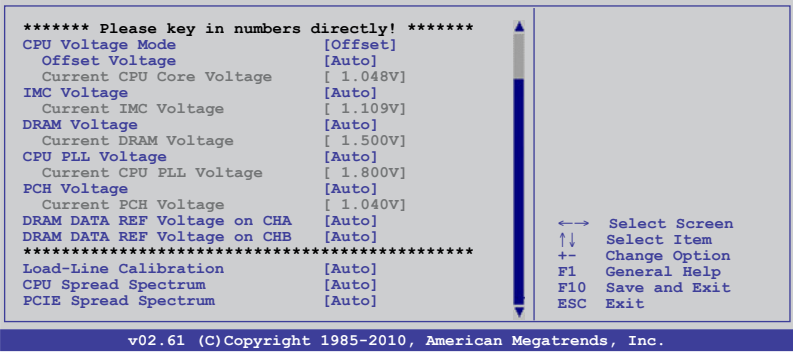 ******* Please key in numbers directly! *******
CPU Voltage Mode [Offset]
Offset Voltage [Auto]
Current CPU Core Voltage [ 1.048V]
IMC Voltage [Auto]
Current IMC Voltage [ 1.109V]
DRAM Voltage [Auto]
Current DRAM Voltage [ 1.500V]
CPU PLL Voltage [Auto]
Current CPU PLL Voltage [ 1.800V]
PCH Voltage [Auto]
Current PCH Voltage [ 1.040V]
DRAM DATA REF Voltage on CHA [Auto]
DRAM DATA REF Voltage on CHB [Auto]
***********************************************
Load-Line Calibration [Auto]
CPU Spread Spectrum [Auto]
PCIE Spread Spectrum [Auto]
←→ Select Screen
↑↓ Select Item
+- Change Option
F1 General Help
F10 Save and Exit
ESC Exit
v02.61 (C)Copyright 1985-2010, American Megatrends, Inc.